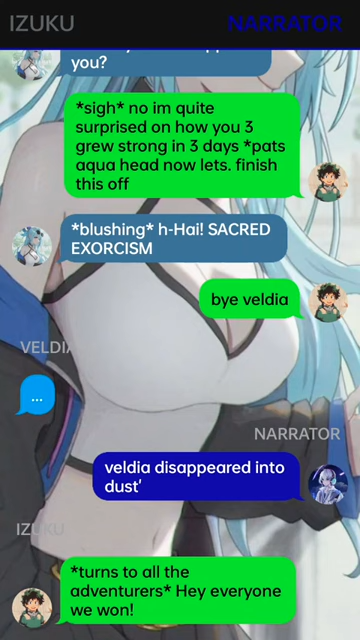 IZUKU
NARRATOR
you?
*sigh* no im quite
surprised on how you 3
grew strong in 3 days *pats
aqua head now lets. finish
this off
*blushing* h-Hai! SACRED
EXORCISM
bye veldia
VELDIA
...
NARRATOR
veldia disappeared into
dust'
IZUKU
*turns to all the
adventurers* Hey everyone
we won!